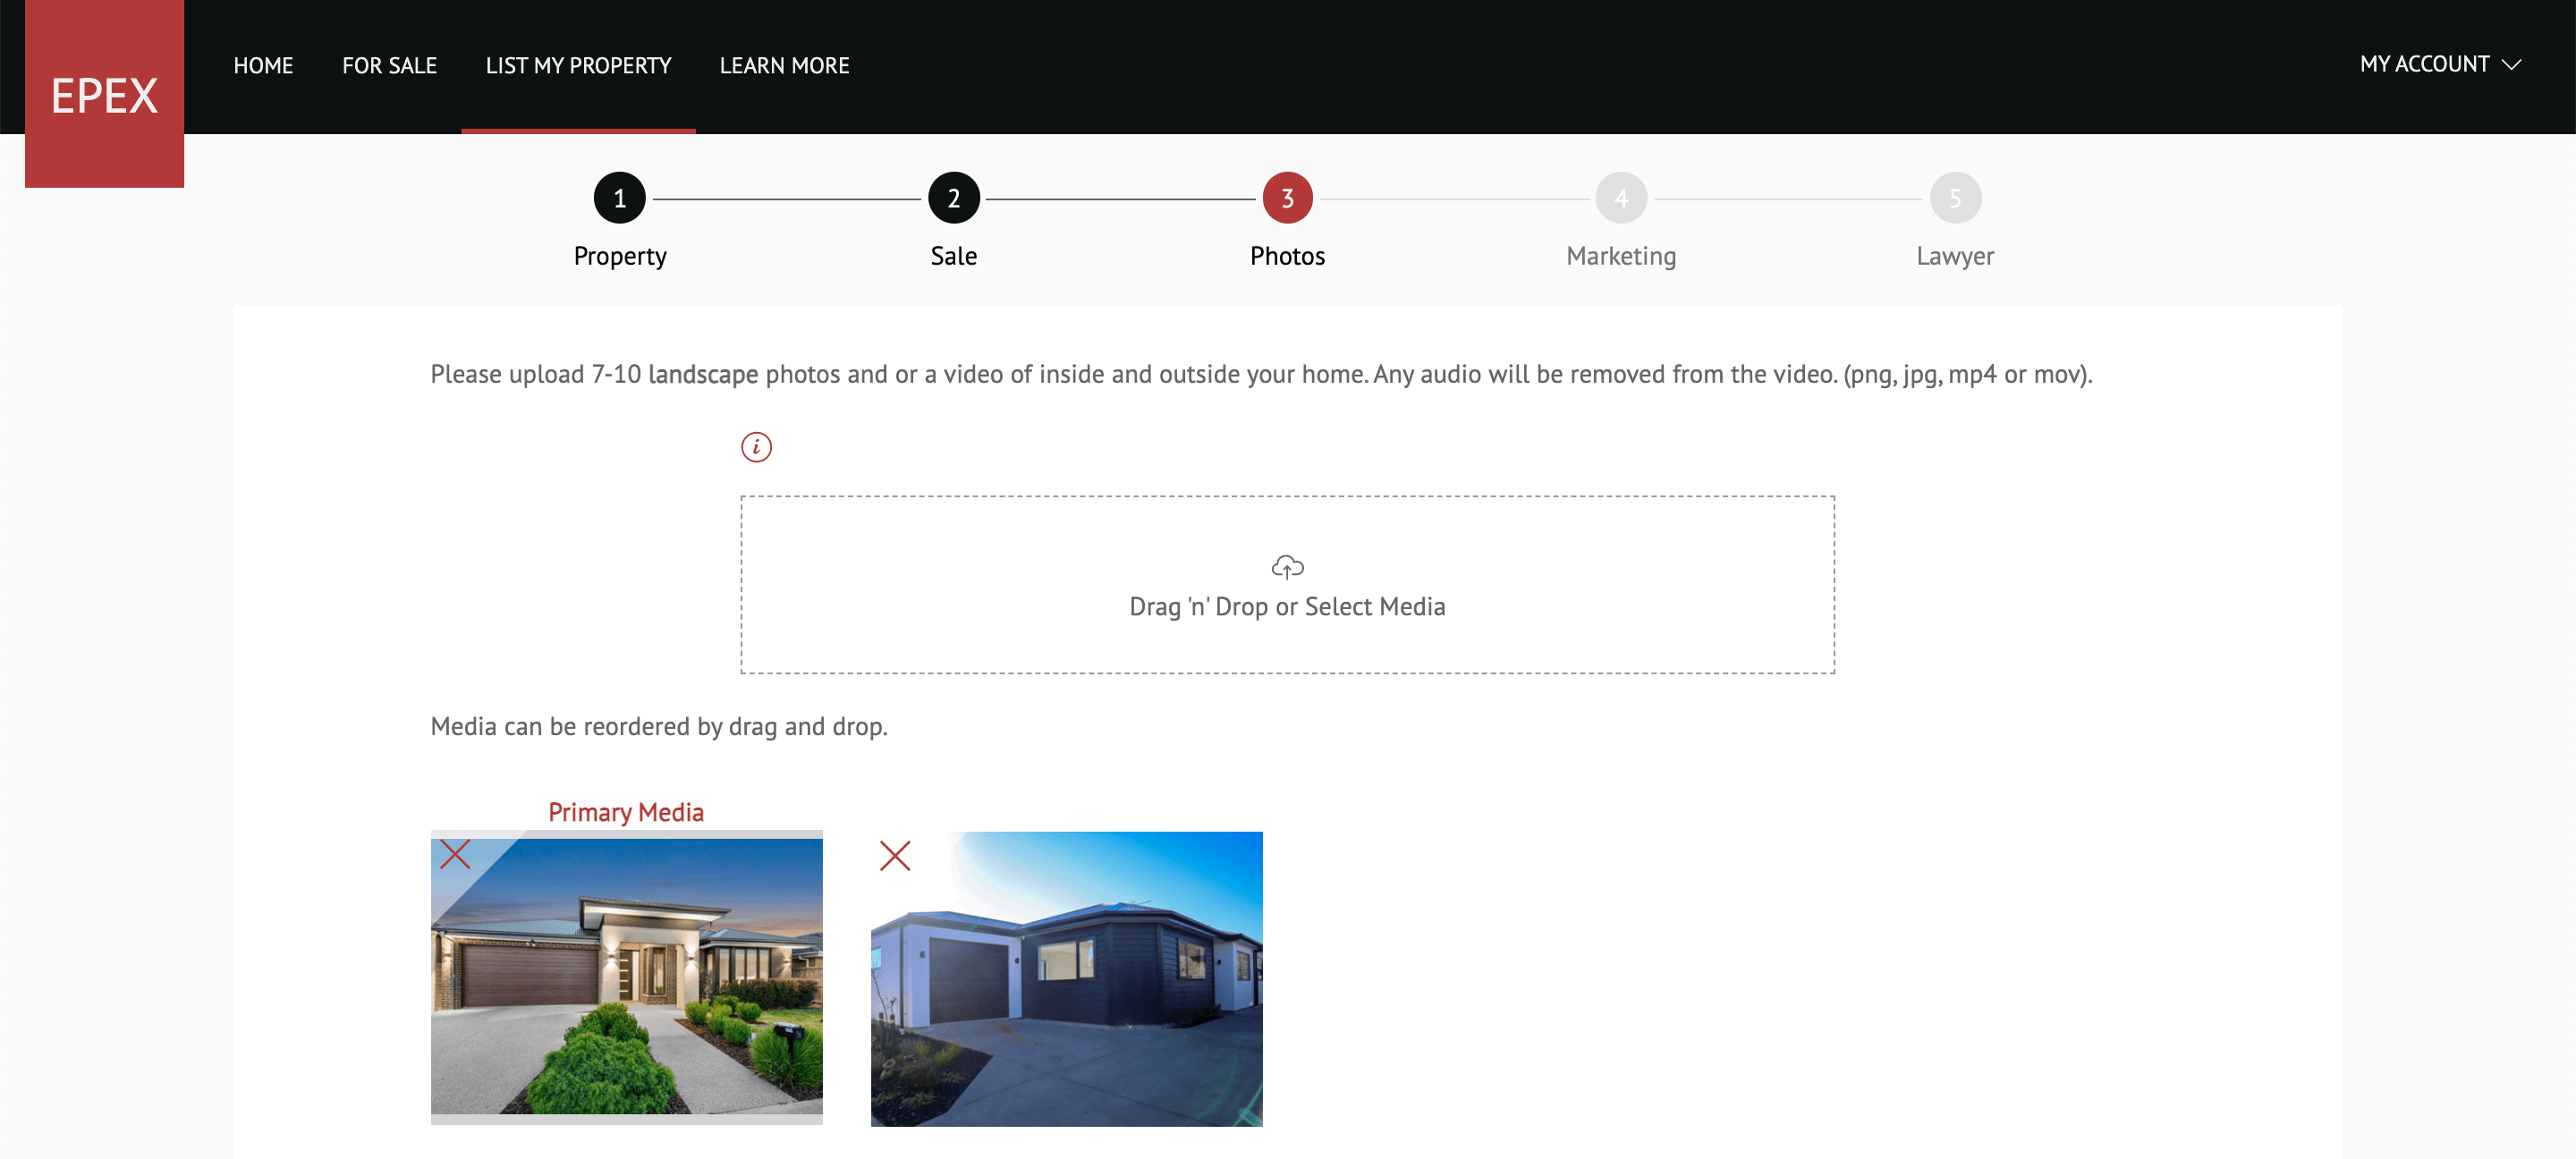 EPEX
HOME
FOR SALE
LIST MY PROPERTY
LEARN MORE
MY ACCOUNT
1
2
3
4
5
Property
Sale
Photos
Marketing
Lawyer
Please upload 7-10 landscape photos and or a video of inside and outside your home. Any audio will be removed from the video. (png, jpg, mp4 or mov).
i
Drag 'n' Drop or Select Media
Media can be reordered by drag and drop.
Primary Media